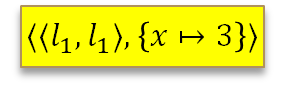 ⟨⟨l₁, l₁⟩, {x ↦ 3}⟩